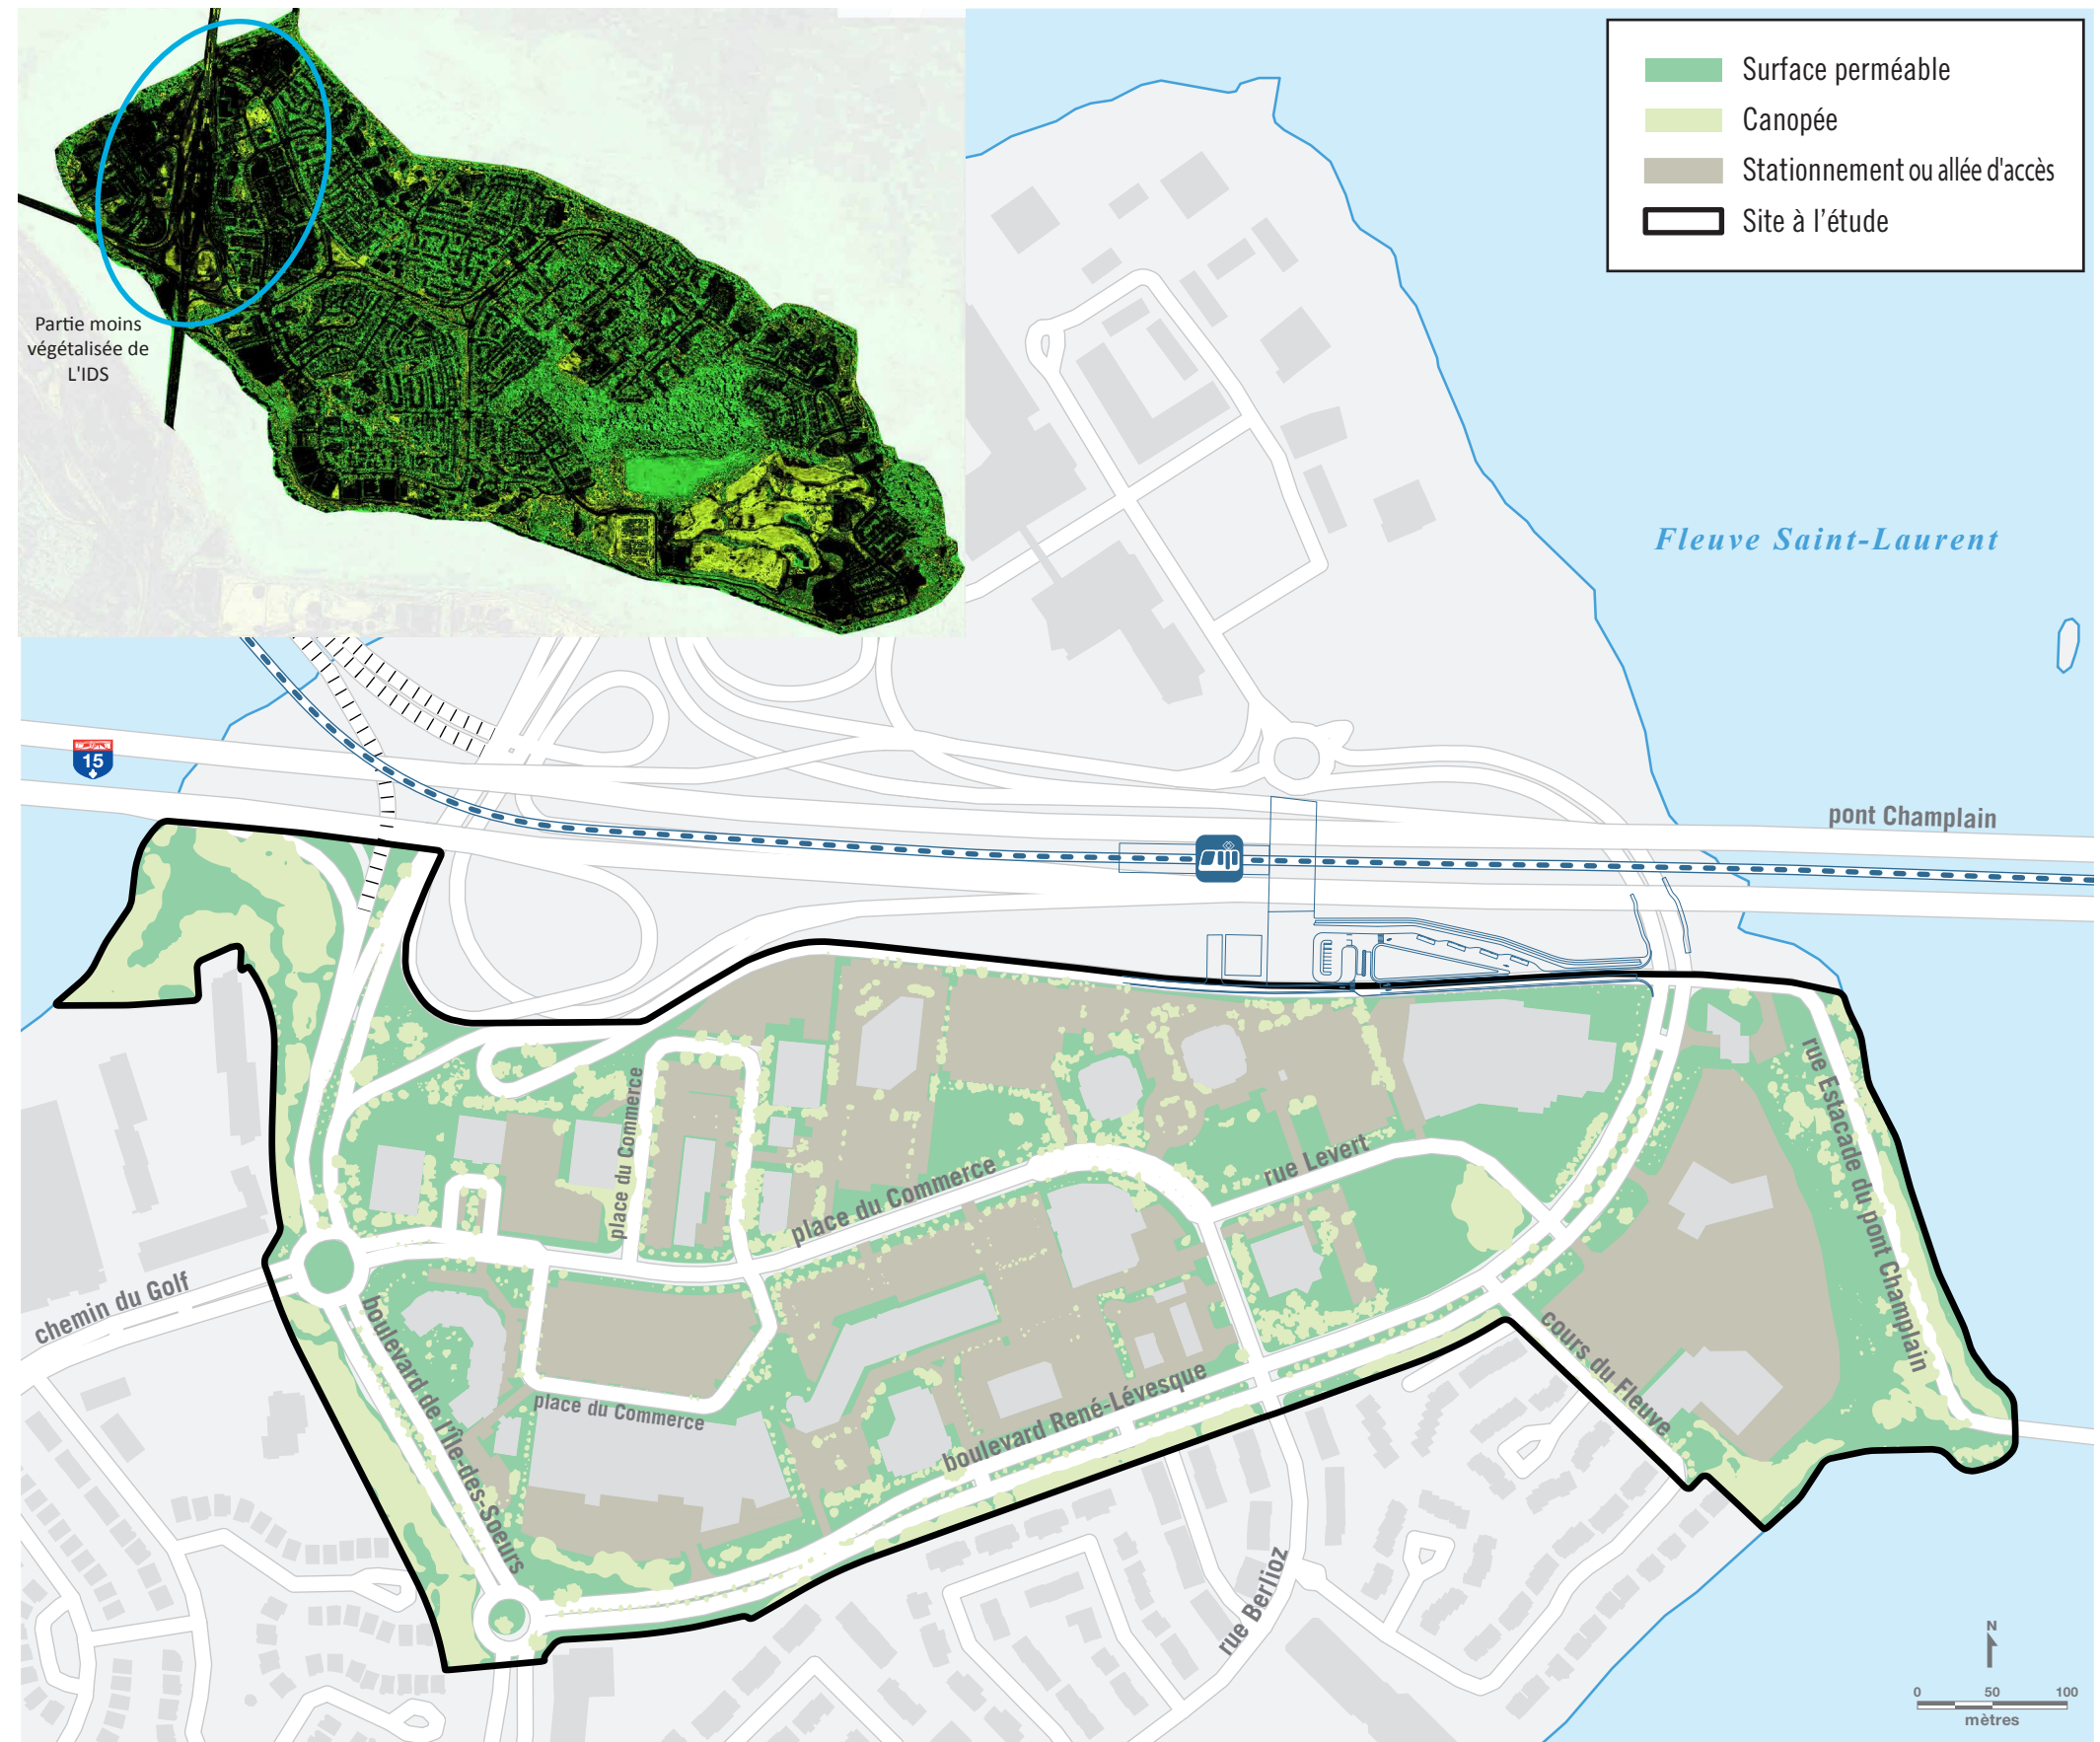 Partie moins
végétalisée de
L'IDS
Surface perméable
Canopée
Stationnement ou allée d'accès
Site à l'étude
Fleuve Saint-Laurent
15
pont Champlain
place du Commerce
place du Commerce
rue Levert
rue Estacade du pont Champlain
chemin du Golf
boulevard de l'Île-des-Soeurs
place du Commerce
boulevard René-Lévesque
cours du Fleuve
rue Berlioz
N
0 50 100
mètres